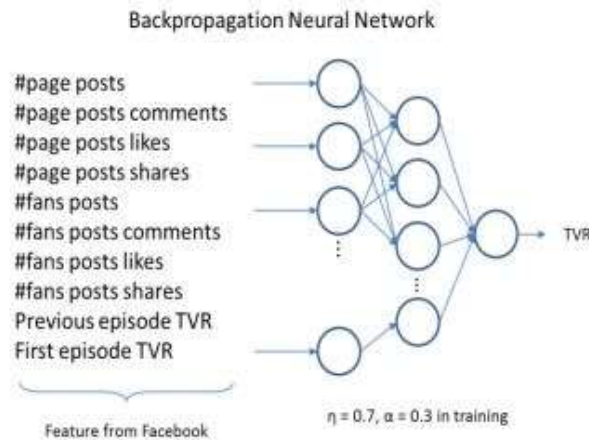 Backpropagation Neural Network
#page posts
#page posts comments
#page posts likes
#page posts shares
#fans posts
#fans posts comments
#fans posts likes
#fans posts shares
Previous episode TVR
First episode TVR
TVR
Feature from Facebook
η = 0.7, α = 0.3 in training